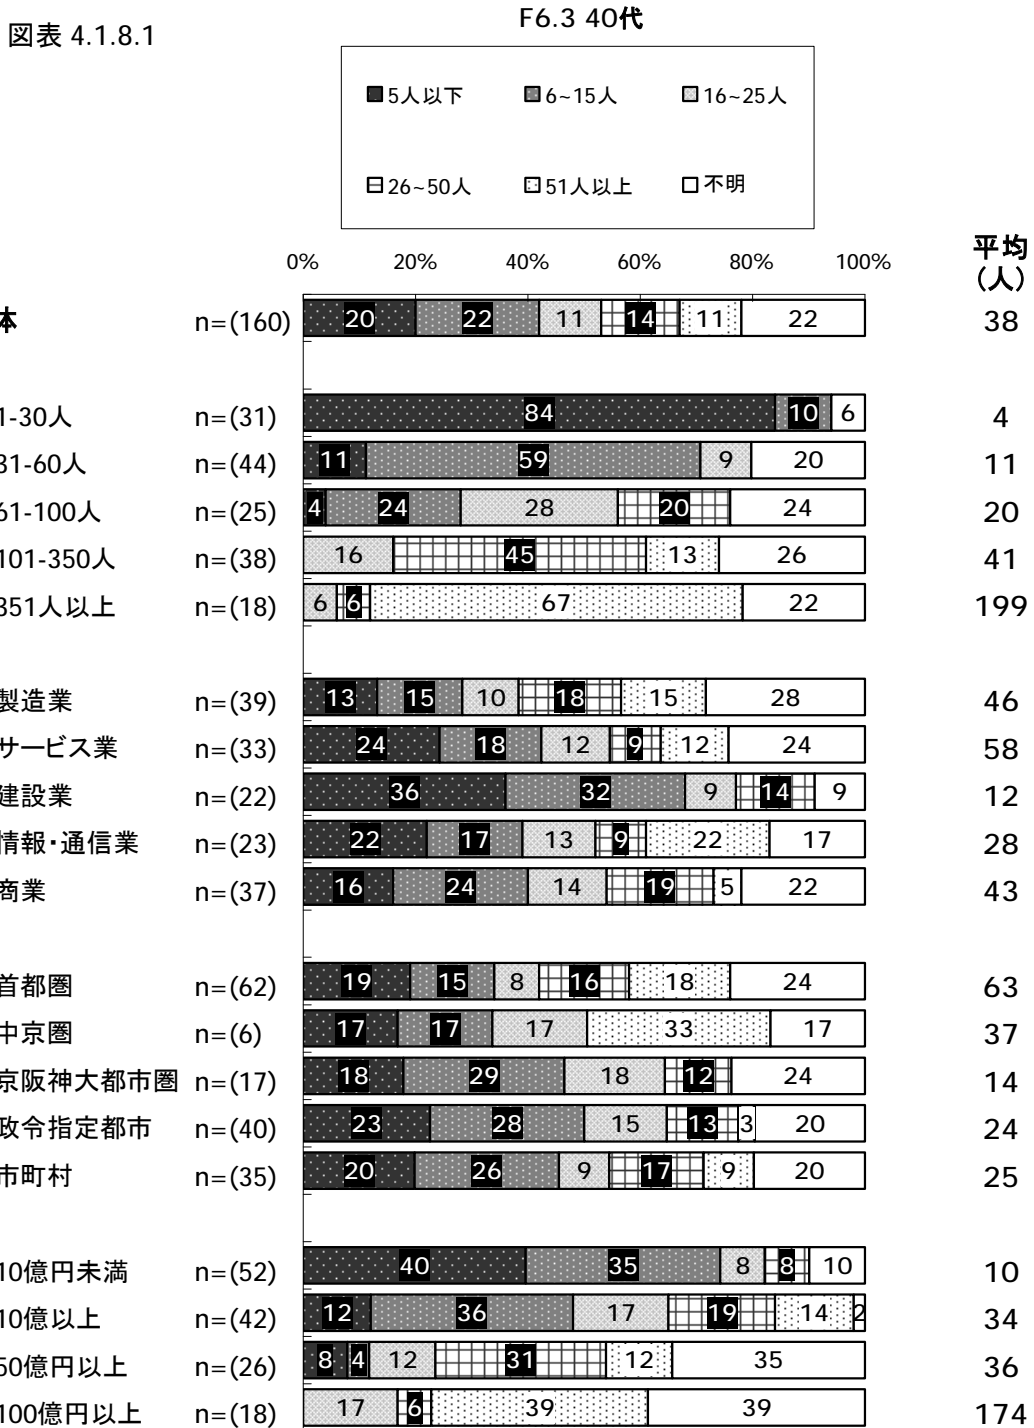 F6.3 40代
図表 4.1.8.1
5人以下 6~15人 16~25人
26~50人 51人以上 不明
平均
(人)
0% 20% 40% 60% 80% 100%
体 n=(160) 20 22 11 14 11 22 38
1-30人 n=(31) 84 10 6 4
31-60人 n=(44) 11 59 9 20 11
61-100人 n=(25) 4 24 28 20 24 20
101-350人 n=(38) 16 45 13 26 41
351人以上 n=(18) 6 6 67 22 199
製造業 n=(39) 13 15 10 18 15 28 46
サービス業 n=(33) 24 18 12 9 12 24 58
建設業 n=(22) 36 32 9 14 9 12
情報・通信業 n=(23) 22 17 13 9 22 17 28
商業 n=(37) 16 24 14 19 5 22 43
首都圏 n=(62) 19 15 8 16 18 24 63
中京圏 n=(6) 17 17 17 33 17 37
京阪神大都市圏 n=(17) 18 29 18 12 24 14
政令指定都市 n=(40) 23 28 15 13 3 20 24
市町村 n=(35) 20 26 9 17 9 20 25
10億円未満 n=(52) 40 35 8 8 10 10
10億以上 n=(42) 12 36 17 19 14 2 34
50億円以上 n=(26) 8 4 12 31 12 35 36
100億円以上 n=(18) 17 6 39 39 174